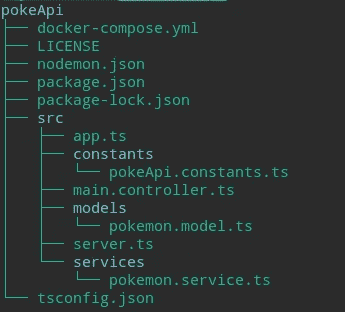 pokeApi
├── docker-compose.yml
├── LICENSE
├── nodemon.json
├── package.json
├── package-lock.json
├── src
│   ├── app.ts
│   ├── constants
│   │   └── pokeApi.constants.ts
│   ├── main.controller.ts
│   ├── models
│   │   └── pokemon.model.ts
│   ├── server.ts
│   └── services
│       └── pokemon.service.ts
└── tsconfig.json